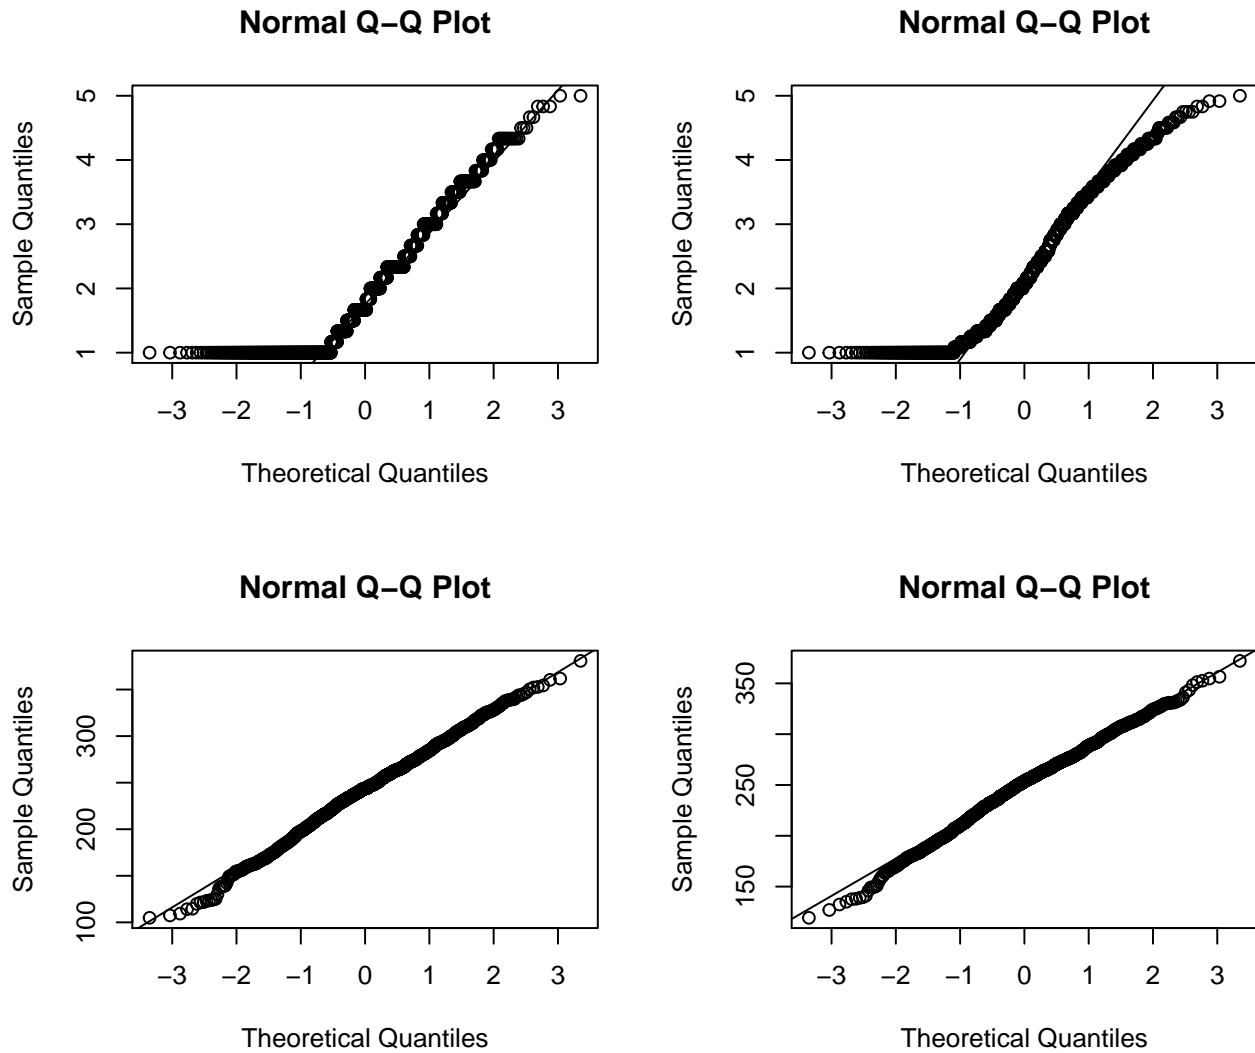 Normal Q−Q Plot
Sample Quantiles
5
4
3
2
1
−3 −2 −1 0 1 2 3
Theoretical Quantiles
Normal Q−Q Plot
Sample Quantiles
5
4
3
2
1
−3 −2 −1 0 1 2 3
Theoretical Quantiles
Normal Q−Q Plot
Sample Quantiles
300
200
100
−3 −2 −1 0 1 2 3
Theoretical Quantiles
Normal Q−Q Plot
Sample Quantiles
350
250
150
−3 −2 −1 0 1 2 3
Theoretical Quantiles